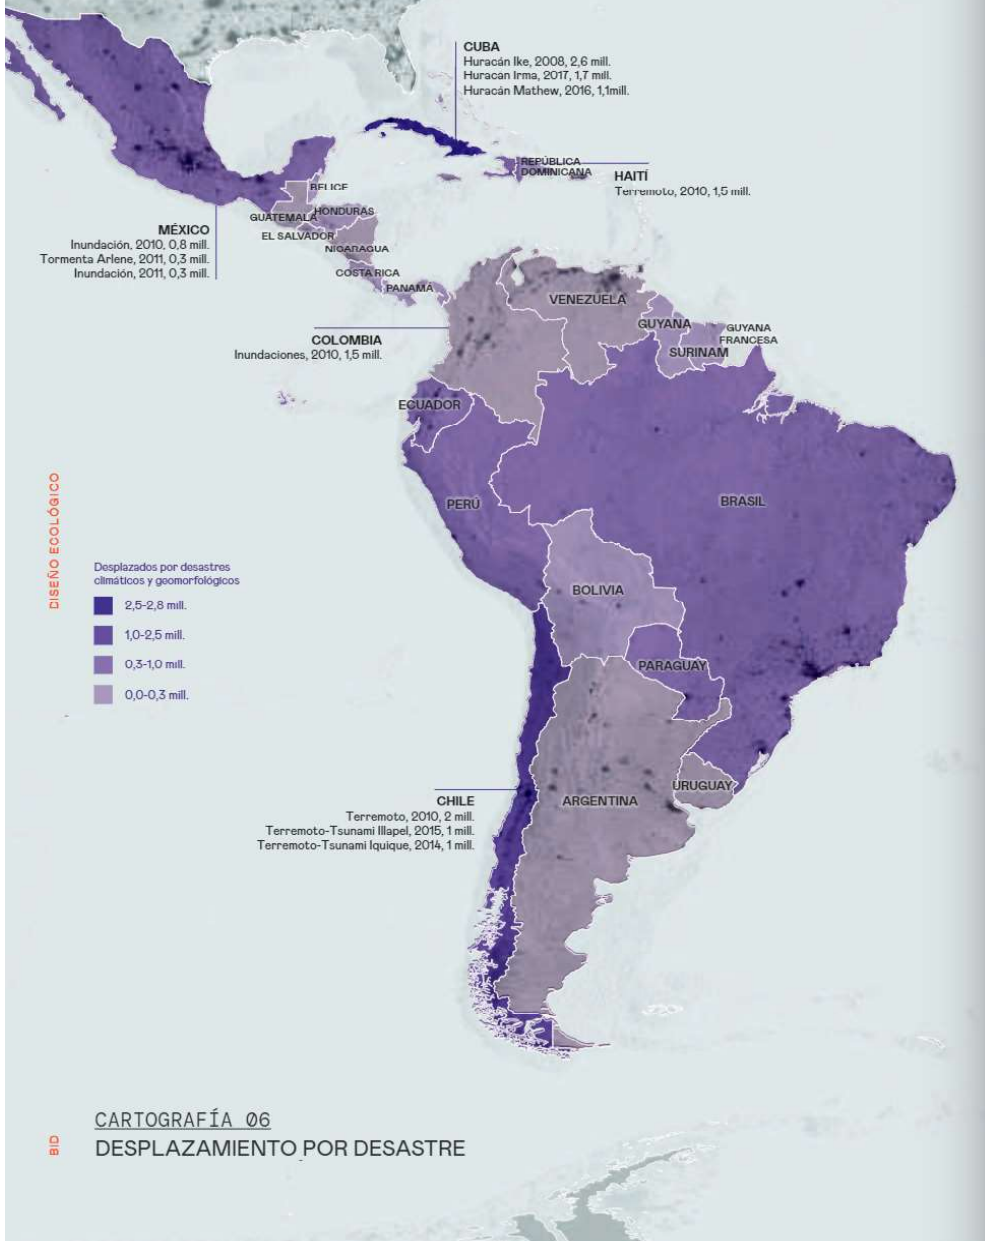 CUBA
Huracán Ike, 2008, 2,6 mill.
Huracán Irma, 2017, 1,7 mill.
Huracán Mathew, 2016, 1,1mill.
REPÚBLICA
DOMINICANA
HAITÍ
Terremoto, 2010, 1,5 mill.
BELICE
GUATEMALA
HONDURAS
EL SALVADOR
NICARAGUA
COSTA RICA
PANAMÁ
MÉXICO
Inundación, 2010, 0,8 mill.
Tormenta Arlene, 2011, 0,3 mill.
Inundación, 2011, 0,3 mill.
VENEZUELA
GUYANA
GUYANA
FRANCESA
SURINAM
COLOMBIA
Inundaciones, 2010, 1,5 mill.
ECUADOR
PERÚ
BRASIL
BOLIVIA
PARAGUAY
URUGUAY
ARGENTINA
DISEÑO ECOLÓGICO
Desplazados por desastres
climáticos y geomorfológicos
2,5-2,8 mill.
1,0-2,5 mill.
0,3-1,0 mill.
0,0-0,3 mill.
CHILE
Terremoto, 2010, 2 mill.
Terremoto-Tsunami Illapel, 2015, 1 mill.
Terremoto-Tsunami Iquique, 2014, 1 mill.
CARTOGRAFÍA 06
DESPLAZAMIENTO POR DESASTRE
BID